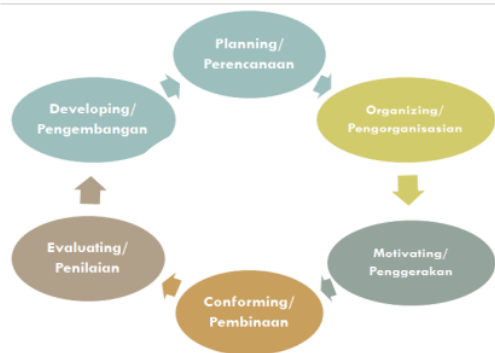 Planning/
Perencanaan
Organizing/
Pengorganisasian
Motivating/
Penggerakan
Conforming/
Pembinaan
Evaluating/
Penilaian
Developing/
Pengembangan